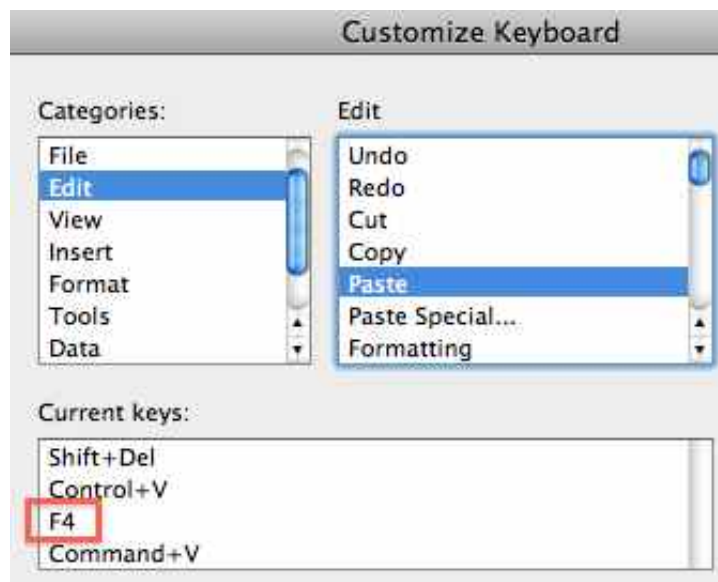 Customize Keyboard
Categories:
File
Edit
View
Insert
Format
Tools
Data
Edit
Undo
Redo
Cut
Copy
Paste
Paste Special...
Formatting
Current keys:
Shift+Del
Control+V
F4
Command+V